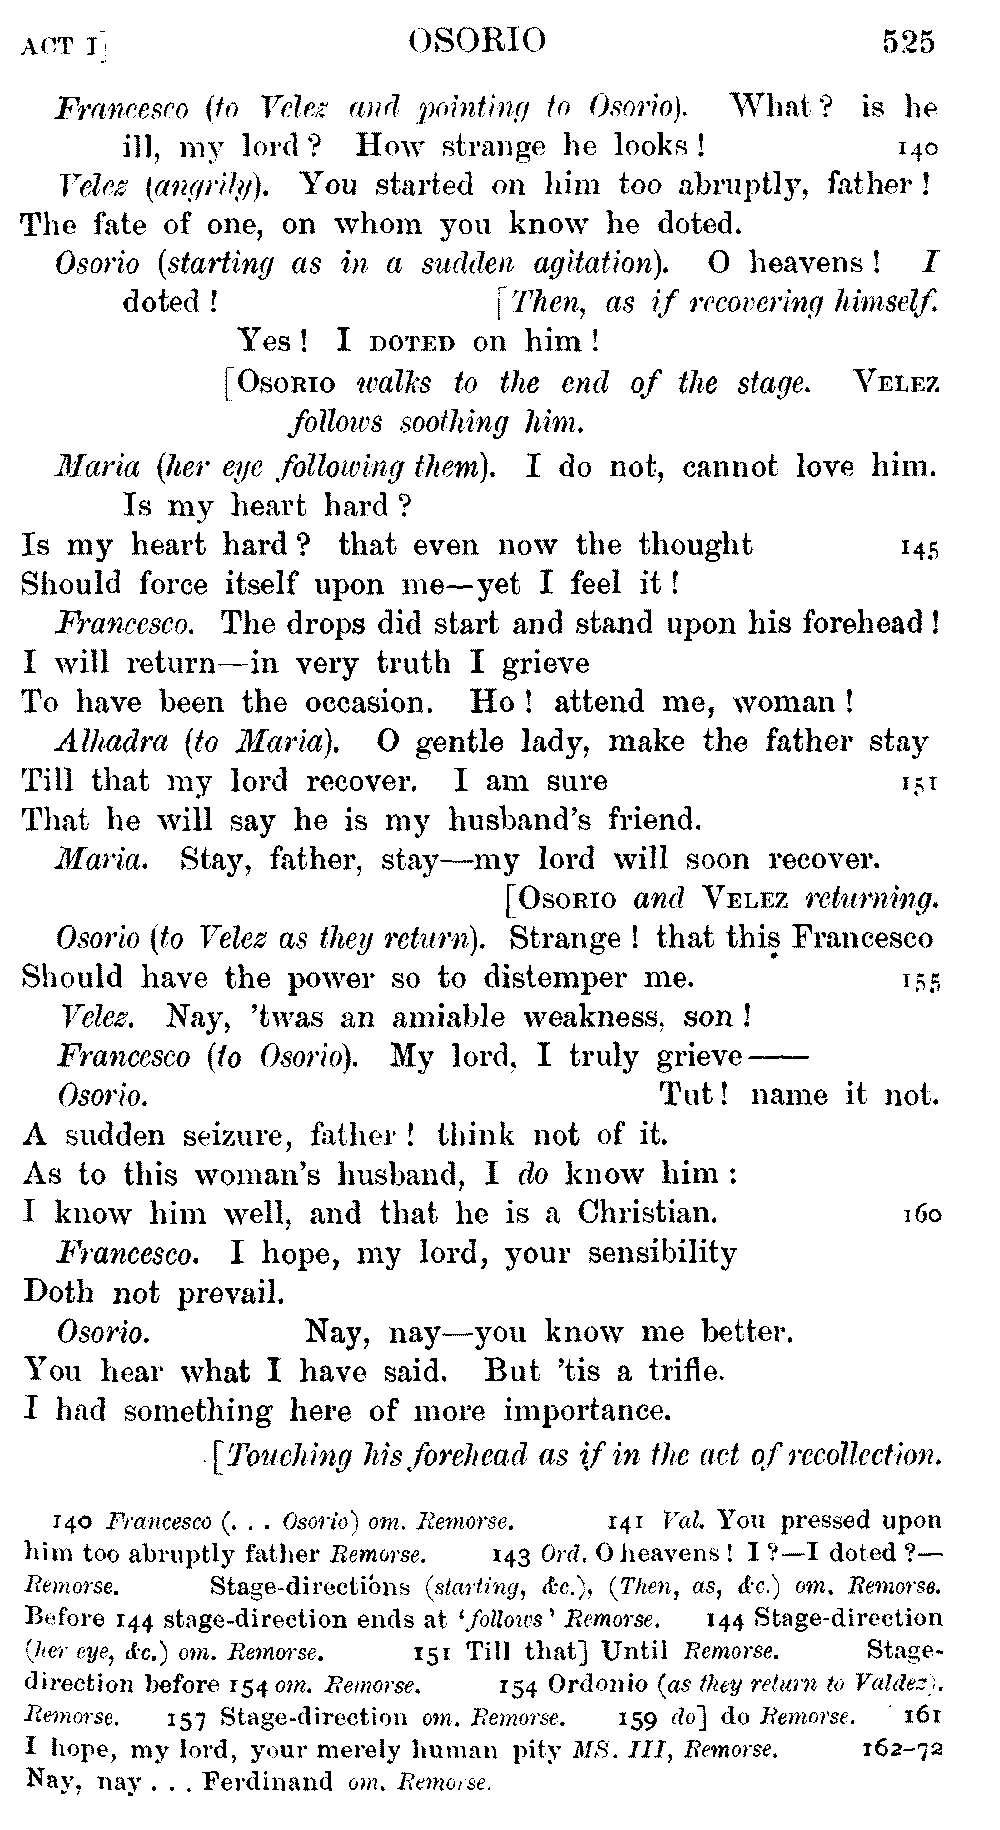 ACT I] OSORIO 525
Francesco (to Velez and pointing to Osorio). What? is he
ill, my lord? How strange he looks! 140
Velez (angrily). You started on him too abruptly, father!
The fate of one, on whom you know he doted.
Osorio (starting as in a sudden agitation). O heavens! I
doted! [Then, as if recovering himself.
Yes! I DOTED on him!
[OSORIO walks to the end of the stage. VELEZ
follows soothing him.
Maria (her eye following them). I do not, cannot love him.
Is my heart hard?
Is my heart hard? that even now the thought 145
Should force itself upon me—yet I feel it!
Francesco. The drops did start and stand upon his forehead!
I will return—in very truth I grieve
To have been the occasion. Ho! attend me, woman!
Alhadra (to Maria). O gentle lady, make the father stay
Till that my lord recover. I am sure 151
That he will say he is my husband's friend.
Maria. Stay, father, stay—my lord will soon recover.
[OSORIO and VELEZ returning.
Osorio (to Velez as they return). Strange! that this Francesco
Should have the power so to distemper me. 155
Velez. Nay, 'twas an amiable weakness, son!
Francesco (to Osorio). My lord, I truly grieve——
Osorio. Tut! name it not.
A sudden seizure, father! think not of it.
As to this woman's husband, I do know him:
I know him well, and that he is a Christian. 160
Francesco. I hope, my lord, your sensibility
Doth not prevail.
Osorio. Nay, nay—you know me better.
You hear what I have said. But 'tis a trifle.
I had something here of more importance.
[Touching his forehead as if in the act of recollection.
140 Francesco (. . . Osorio) om. Remorse. 141 Val. You pressed upon
him too abruptly father Remorse. 143 Ord. O heavens! I?—I doted?—
Remorse. Stage-directions (starting, &c.), (Then, as, &c.) om. Remorse.
Before 144 stage-direction ends at 'follows' Remorse. 144 Stage-direction
(her eye, &c.) om. Remorse. 151 Till that] Until Remorse. Stage-
direction before 154 om. Remorse. 154 Ordonio (as they return to Valdez).
Remorse. 157 Stage-direction om. Remorse. 159 do] do Remorse. 161
I hope, my lord, your merely human pity MS. III, Remorse. 162-72
Nay, nay . . . Ferdinand om. Remorse.